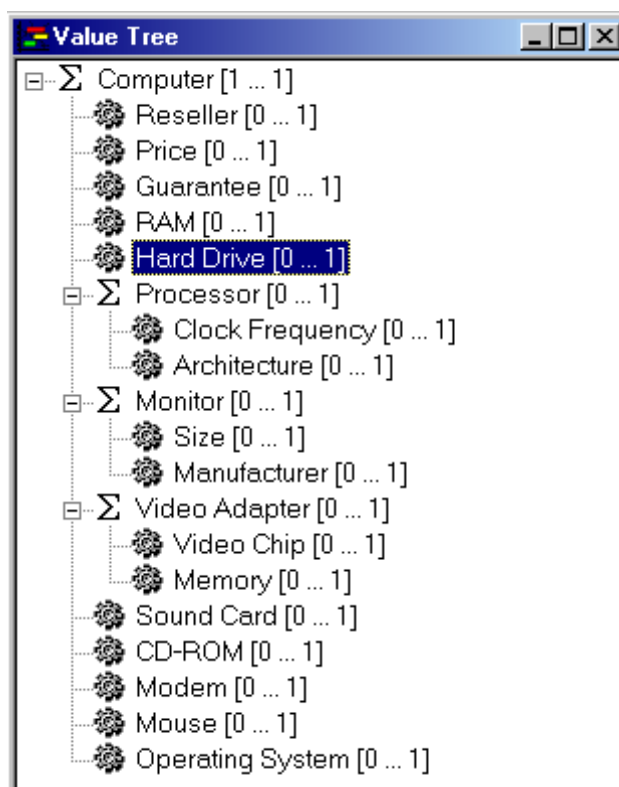 Value Tree
Σ Computer [1 ... 1]
Reseller [0 ... 1]
Price [0 ... 1]
Guarantee [0 ... 1]
RAM [0 ... 1]
Hard Drive [0 ... 1]
Σ Processor [0 ... 1]
Clock Frequency [0 ... 1]
Architecture [0 ... 1]
Σ Monitor [0 ... 1]
Size [0 ... 1]
Manufacturer [0 ... 1]
Σ Video Adapter [0 ... 1]
Video Chip [0 ... 1]
Memory [0 ... 1]
Sound Card [0 ... 1]
CD-ROM [0 ... 1]
Modem [0 ... 1]
Mouse [0 ... 1]
Operating System [0 ... 1]